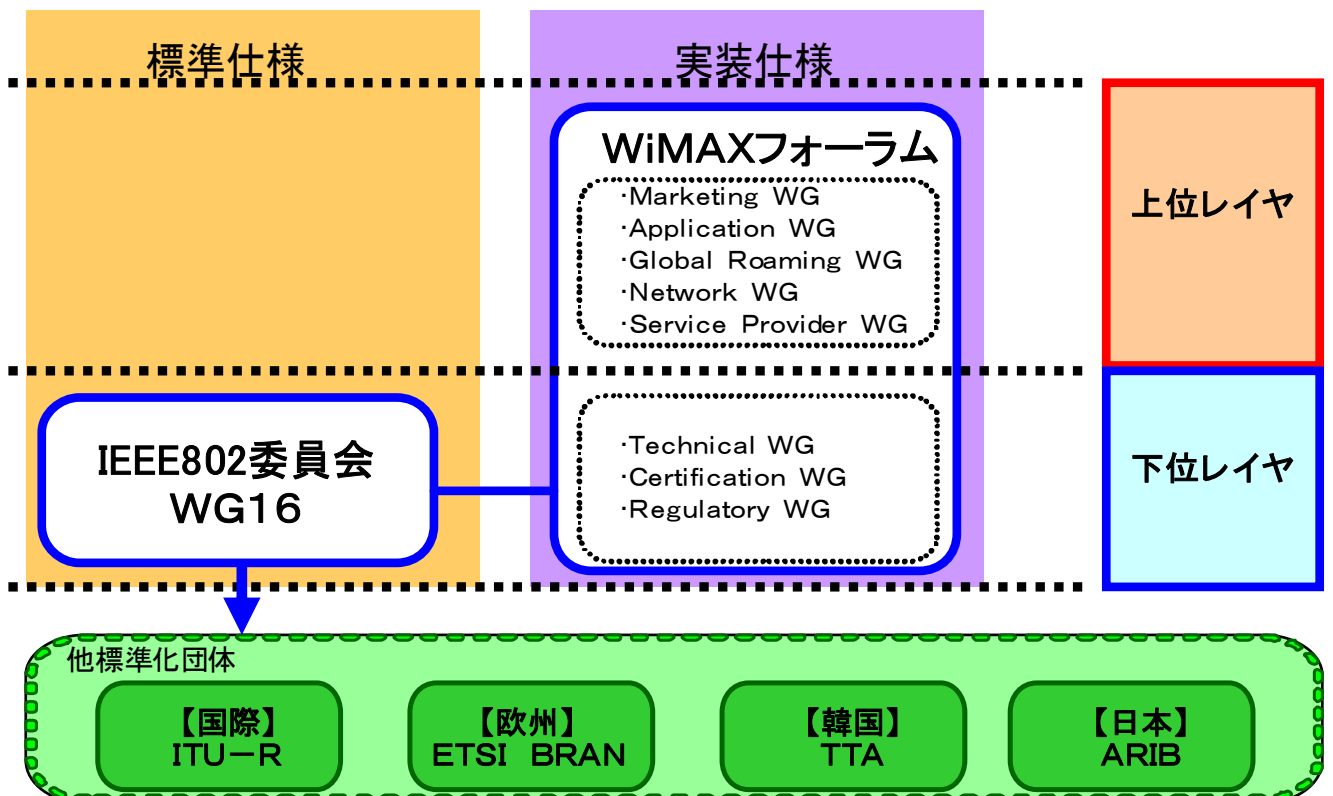 標準仕様
実装仕様
WiMAXフォーラム
·Marketing WG
·Application WG
·Global Roaming WG
·Network WG
·Service Provider WG
上位レイヤ
IEEE802委員会
WG16
·Technical WG
·Certification WG
·Regulatory WG
下位レイヤ
他標準化団体
【国際】
ITU－R
【欧州】
ETSI BRAN
【韓国】
TTA
【日本】
ARIB